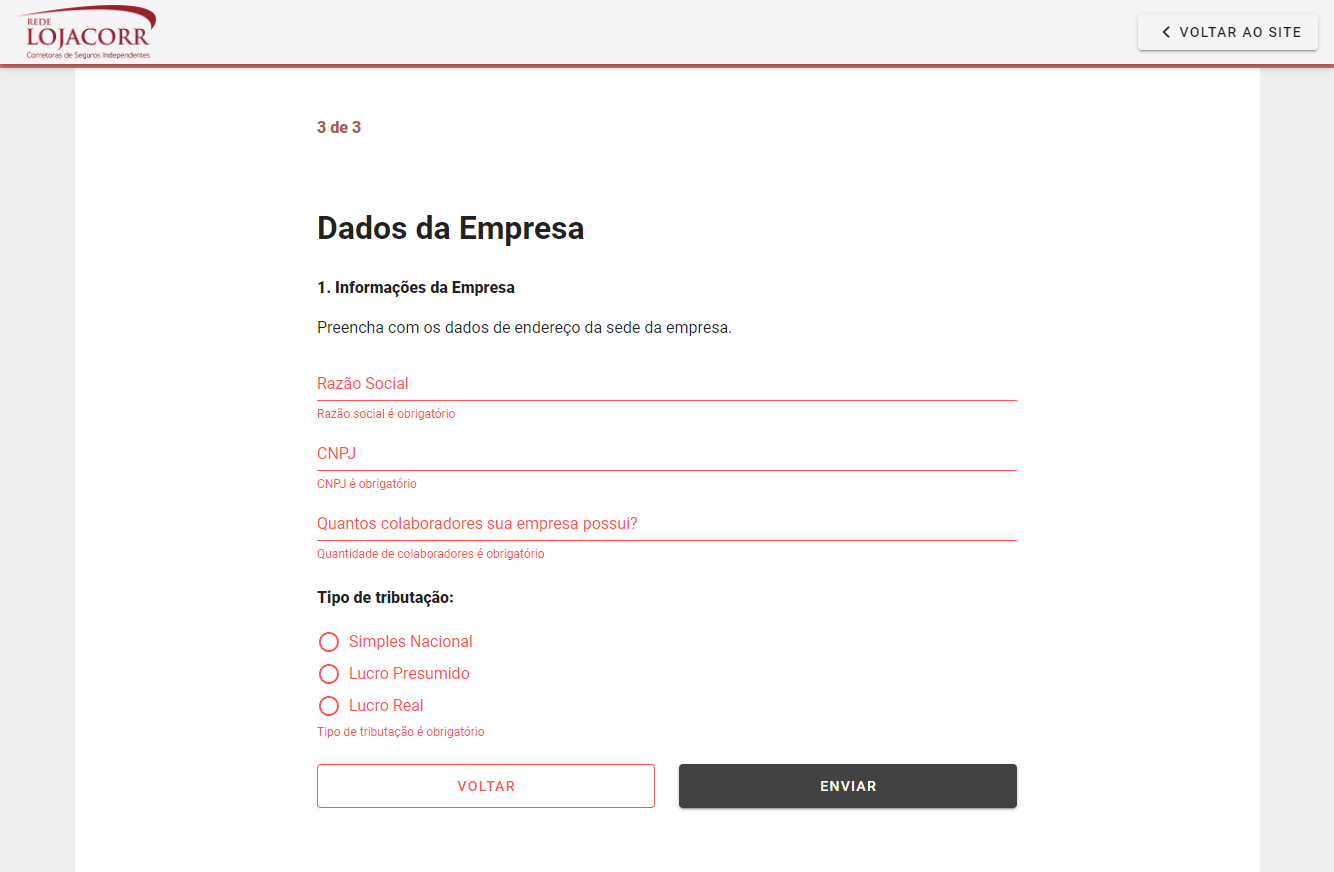 REDE
LOJACORR
Corretoras de Seguros Independentes
VOLTAR AO SITE
3 de 3
Dados da Empresa
1. Informações da Empresa
Preencha com os dados de endereço da sede da empresa.
Razão Social
Razão social é obrigatório
CNPJ
CNPJ é obrigatório
Quantos colaboradores sua empresa possui?
Quantidade de colaboradores é obrigatório
Tipo de tributação:
Simples Nacional
Lucro Presumido
Lucro Real
Tipo de tributação é obrigatório
VOLTAR
ENVIAR